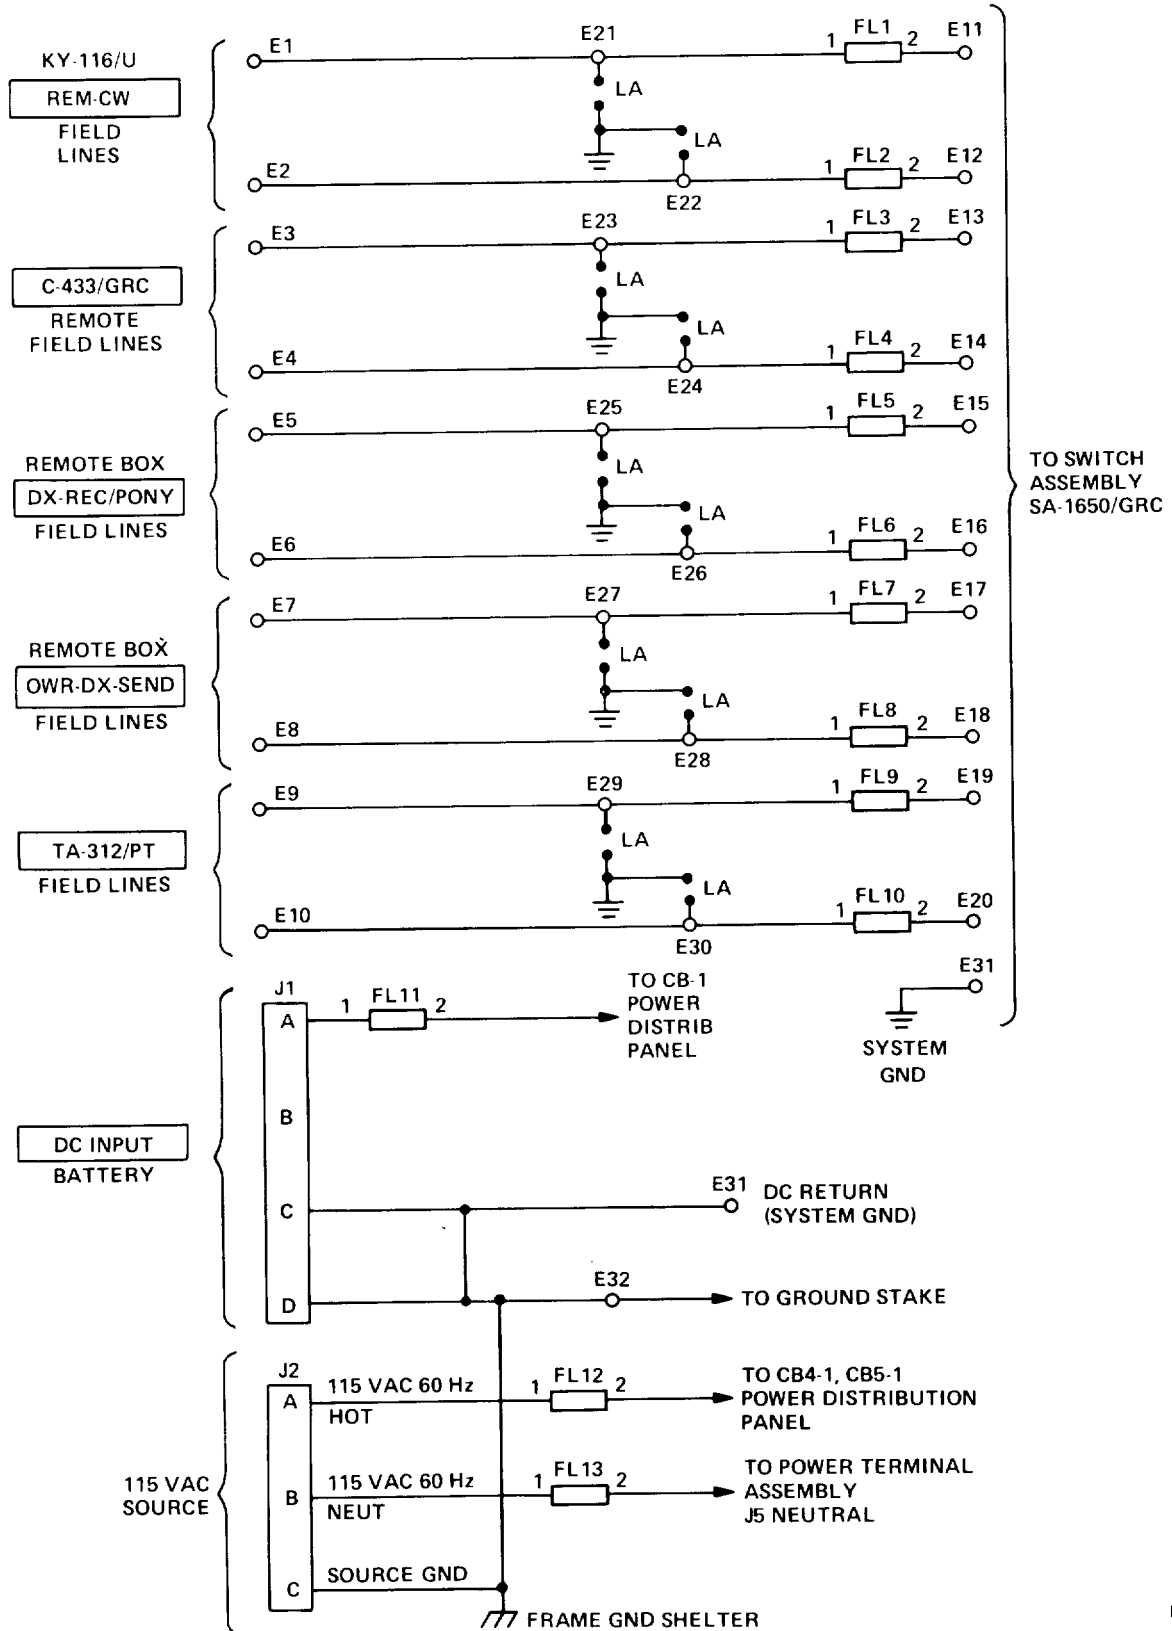 KY-116/U
REM-CW
FIELD
LINES
E1
E21
LA
1 FL1 2
E11
LA
E2
E22
1 FL2 2
E12
C-433/GRC
REMOTE
FIELD LINES
E3
E23
LA
1 FL3 2
E13
LA
E4
E24
1 FL4 2
E14
REMOTE BOX
DX-REC/PONY
FIELD LINES
E5
E25
LA
1 FL5 2
E15
LA
E6
E26
1 FL6 2
E16
TO SWITCH
ASSEMBLY
SA-1650/GRC
REMOTE BOX
OWR-DX-SEND
FIELD LINES
E7
E27
LA
1 FL7 2
E17
LA
E8
E28
1 FL8 2
E18
TA-312/PT
FIELD LINES
E9
E29
LA
1 FL9 2
E19
LA
E10
E30
1 FL10 2
E20
E31
SYSTEM
GND
DC INPUT
BATTERY
J1
A
1 FL11 2
TO CB-1
POWER
DISTRIB
PANEL
B
C
E31
DC RETURN
(SYSTEM GND)
D
E32
TO GROUND STAKE
115 VAC
SOURCE
J2
A
115 VAC 60 Hz
HOT
1 FL12 2
TO CB4-1, CB5-1
POWER DISTRIBUTION
PANEL
B
115 VAC 60 Hz
NEUT
1 FL13 2
TO POWER TERMINAL
ASSEMBLY
J5 NEUTRAL
C
SOURCE GND
FRAME GND SHELTER